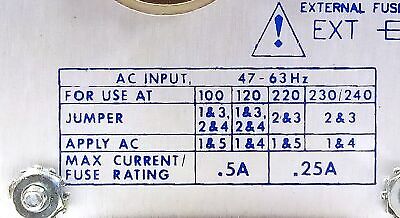 EXTERNAL FUS
EXT
AC INPUT, 47-63Hz
FOR USE AT 100 120 220 230/240
JUMPER 1&3, 2&4 1&3, 2&4 2&3 2&3
APPLY AC 1&5 1&4 1&5 1&4
MAX CURRENT/
FUSE RATING .5A .25A